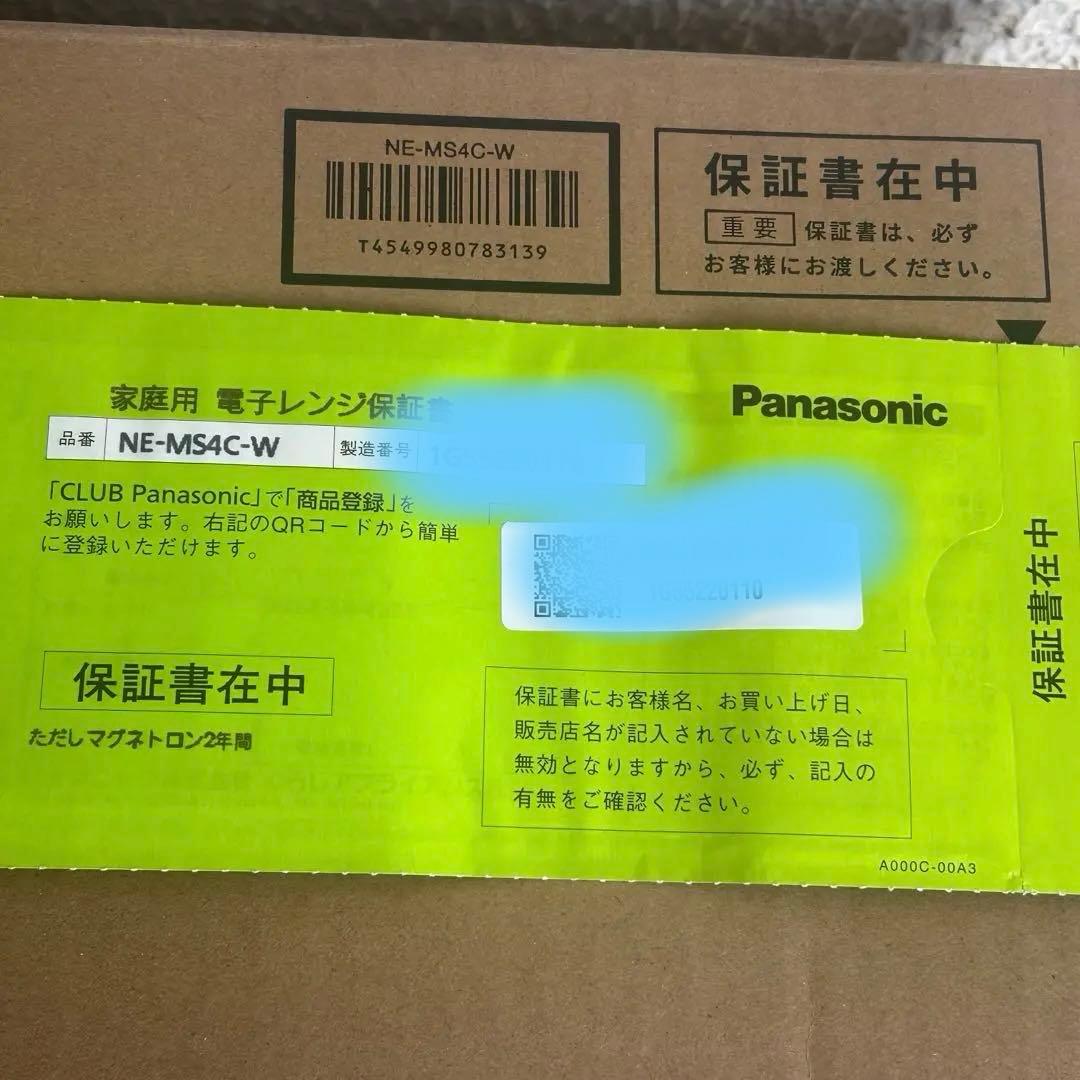 NE-MS4C-W
T4549980783139
保証書在中
重要 保証書は、必ず
お客様にお渡しください。
家庭用 電子レンジ保証書
Panasonic
品番 NE-MS4C-W 製造番号
「CLUB Panasonic」で「商品登録」を
お願いします。右記のQRコードから簡単
に登録いただけます。
保証書在中
ただしマグネトロン2年間
保証書にお客様名、お買い上げ日、
販売店名が記入されていない場合は
無効となりますから、必ず、記入の
有無をご確認ください。
A000C-00A3
保証書在中